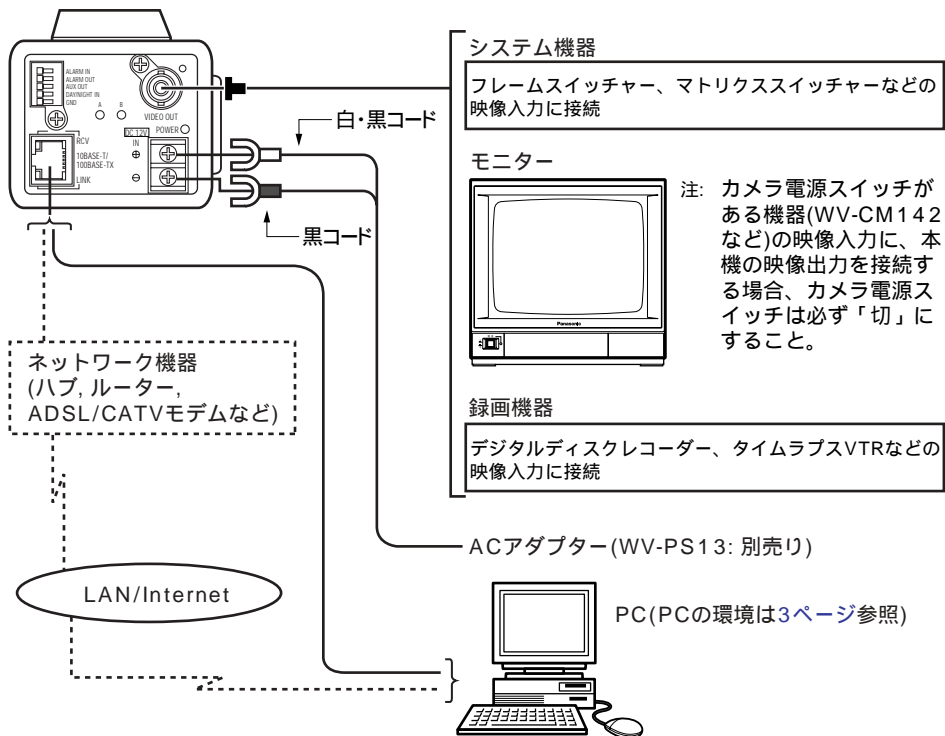 ALARM IN
ALARM OUT
AUX OUT
DAY/NIGHT IN
GND
A B
VIDEO OUT
DC 12V
IN
POWER
⊕
⊖
RCV
10BASE-T/
100BASE-TX
LINK
白・黒コード
黒コード
システム機器
フレームスイッチャー、マトリクススイッチャーなどの
映像入力に接続
モニター
Panasonic
注: カメラ電源スイッチが
ある機器(WV-CM142
など)の映像入力に、本
機の映像出力を接続す
る場合、カメラ電源ス
イッチは必ず「切」に
すること。
録画機器
デジタルディスクレコーダー、タイムラプスVTRなどの
映像入力に接続
ネットワーク機器
(ハブ, ルーター,
ADSL/CATVモデムなど)
ACアダプター(WV-PS13: 別売り)
LAN/Internet
PC(PCの環境は3ページ参照)